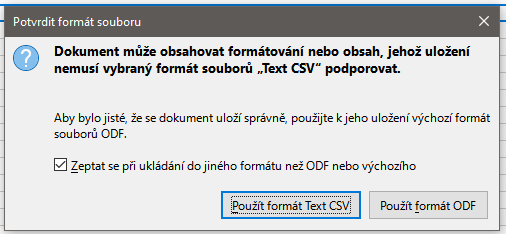 Potvrdit formát souboru
Dokument může obsahovat formátování nebo obsah, jehož uložení
nemusí vybraný formát souborů „Text CSV“ podporovat.
Aby bylo jisté, že se dokument uloží správně, použijte k jeho uložení výchozí formát
souborů ODF.
Zeptat se při ukládání do jiného formátu než ODF nebo výchozího
Použít formát Text CSV!
Použít formát ODF